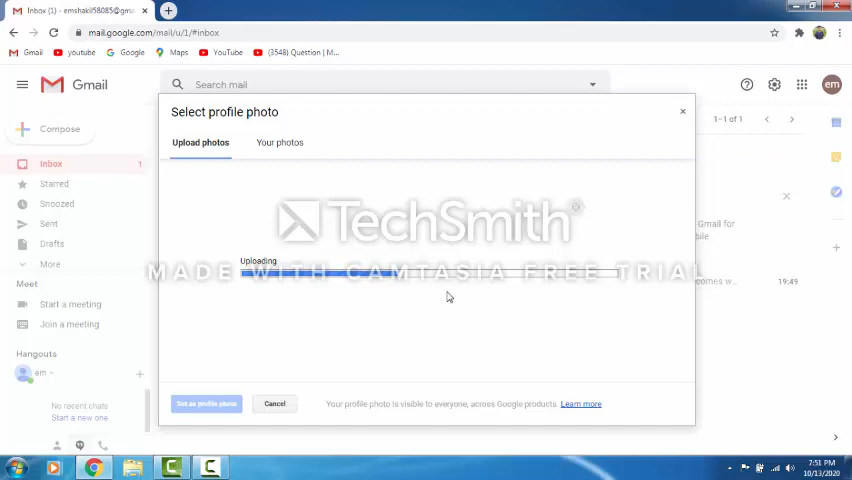 Inbox (1) - emshakil58085@gma
mail.google.com/mail/u/1/#inbox
Gmail
youtube
Google
Maps
YouTube
(3548) Question | M...
Gmail
Search mail
em
Compose
Select profile photo
×
1–1 of 1
Upload photos
Your photos
Inbox
1
Starred
Snoozed
Sent
Drafts
More
Gmail for
TechSmith®
Uploading
MADE WITH CAMTASIA FREE TRIAL
comes w...
19:49
Meet
Start a meeting
Join a meeting
Hangouts
em
No recent chats
Start a new one
Set as profile photo
Cancel
Your profile photo is visible to everyone, across Google products. Learn more
7:51 PM
10/13/2020